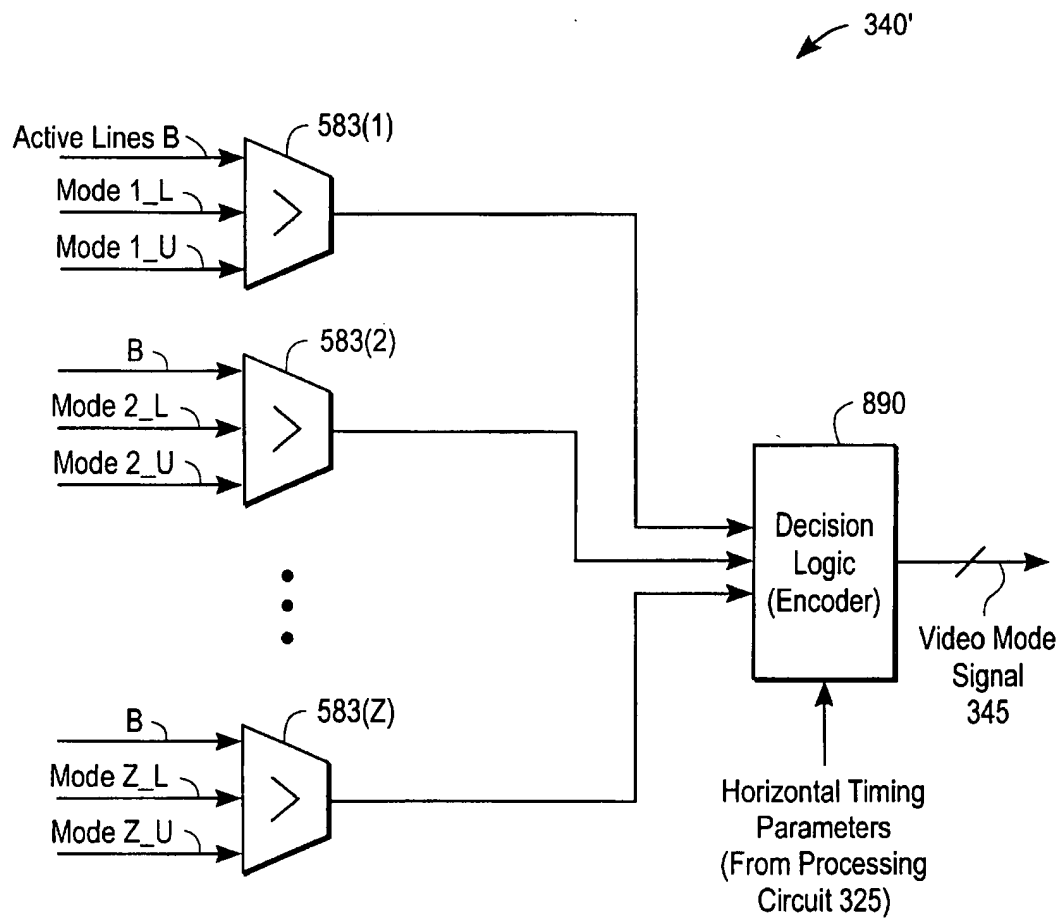 340'
583(1)
Active Lines B
Mode 1_L
Mode 1_U
>
583(2)
B
Mode 2_L
Mode 2_U
>
890
Decision
Logic
(Encoder)
Video Mode
Signal
345
583(Z)
B
Mode Z_L
Mode Z_U
>
Horizontal Timing
Parameters
(From Processing
Circuit 325)